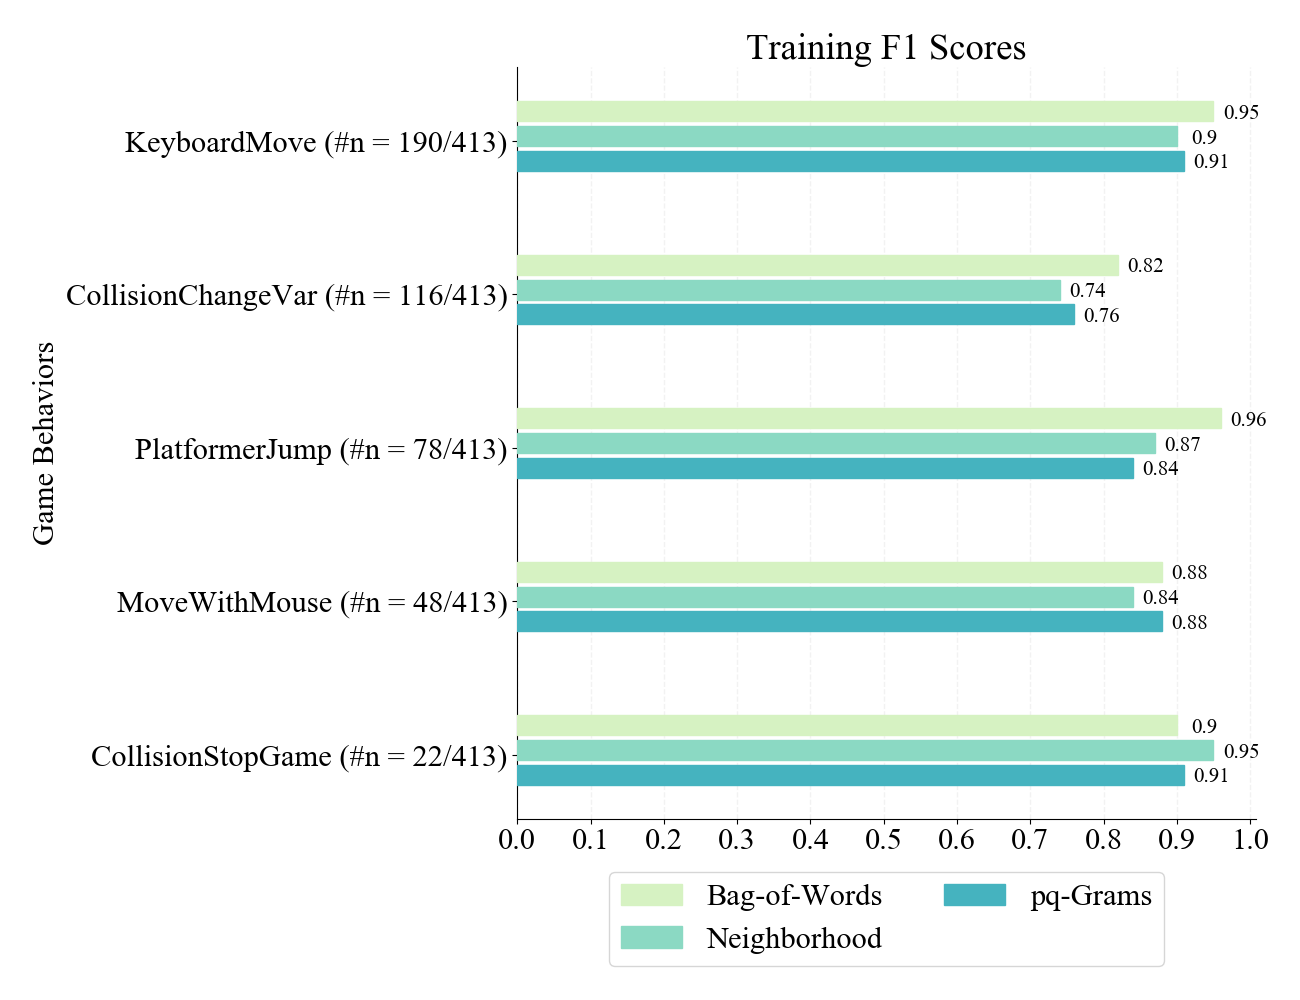 Training F1 Scores
Game Behaviors
KeyboardMove (#n = 190/413)
0.95
0.9
0.91
CollisionChangeVar (#n = 116/413)
0.82
0.74
0.76
PlatformerJump (#n = 78/413)
0.96
0.87
0.84
MoveWithMouse (#n = 48/413)
0.88
0.84
0.88
CollisionStopGame (#n = 22/413)
0.9
0.95
0.91
0.0 0.1 0.2 0.3 0.4 0.5 0.6 0.7 0.8 0.9 1.0
Bag-of-Words pq-Grams
Neighborhood